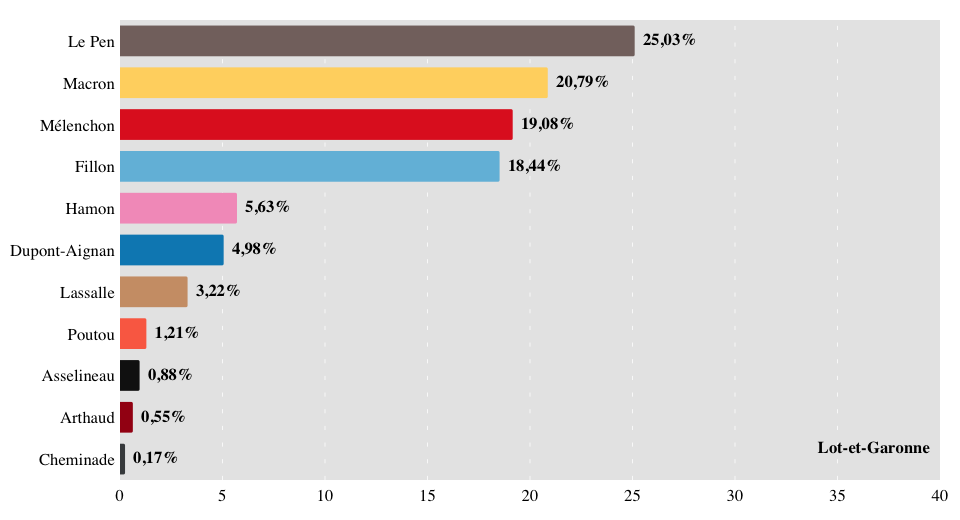 Le Pen 25,03%
Macron 20,79%
Mélenchon 19,08%
Fillon 18,44%
Hamon 5,63%
Dupont-Aignan 4,98%
Lassalle 3,22%
Poutou 1,21%
Asselineau 0,88%
Arthaud 0,55%
Lot-et-Garonne
Cheminade 0,17%
0 5 10 15 20 25 30 35 40